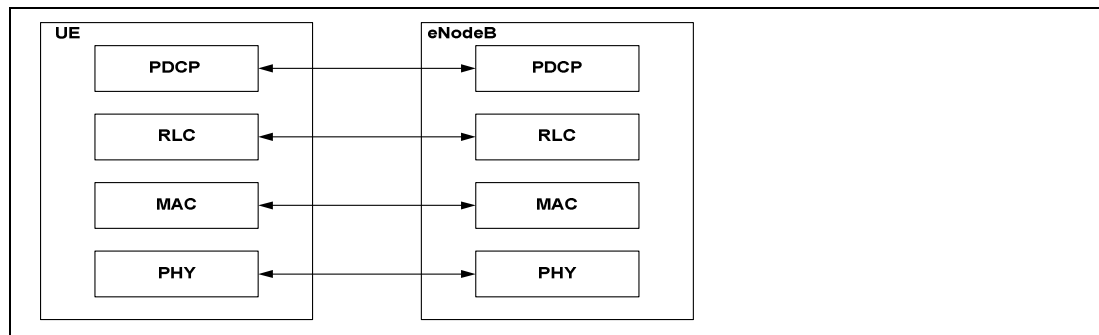 UE eNodeB
PDCP PDCP
RLC RLC
MAC MAC
PHY PHY